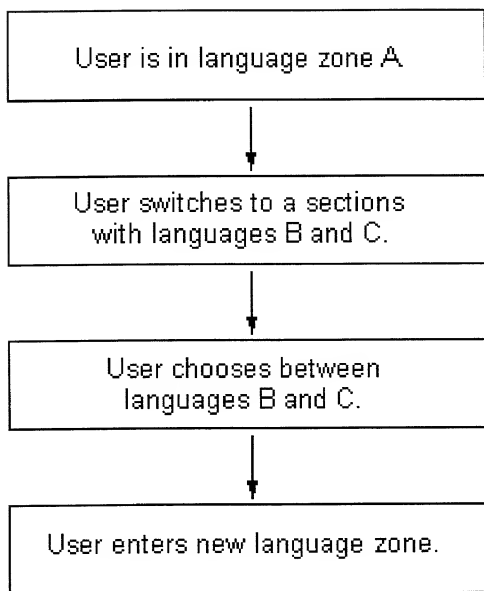 User is in language zone A
User switches to a sections
with languages B and C.
User chooses between
languages B and C.
User enters new language zone.